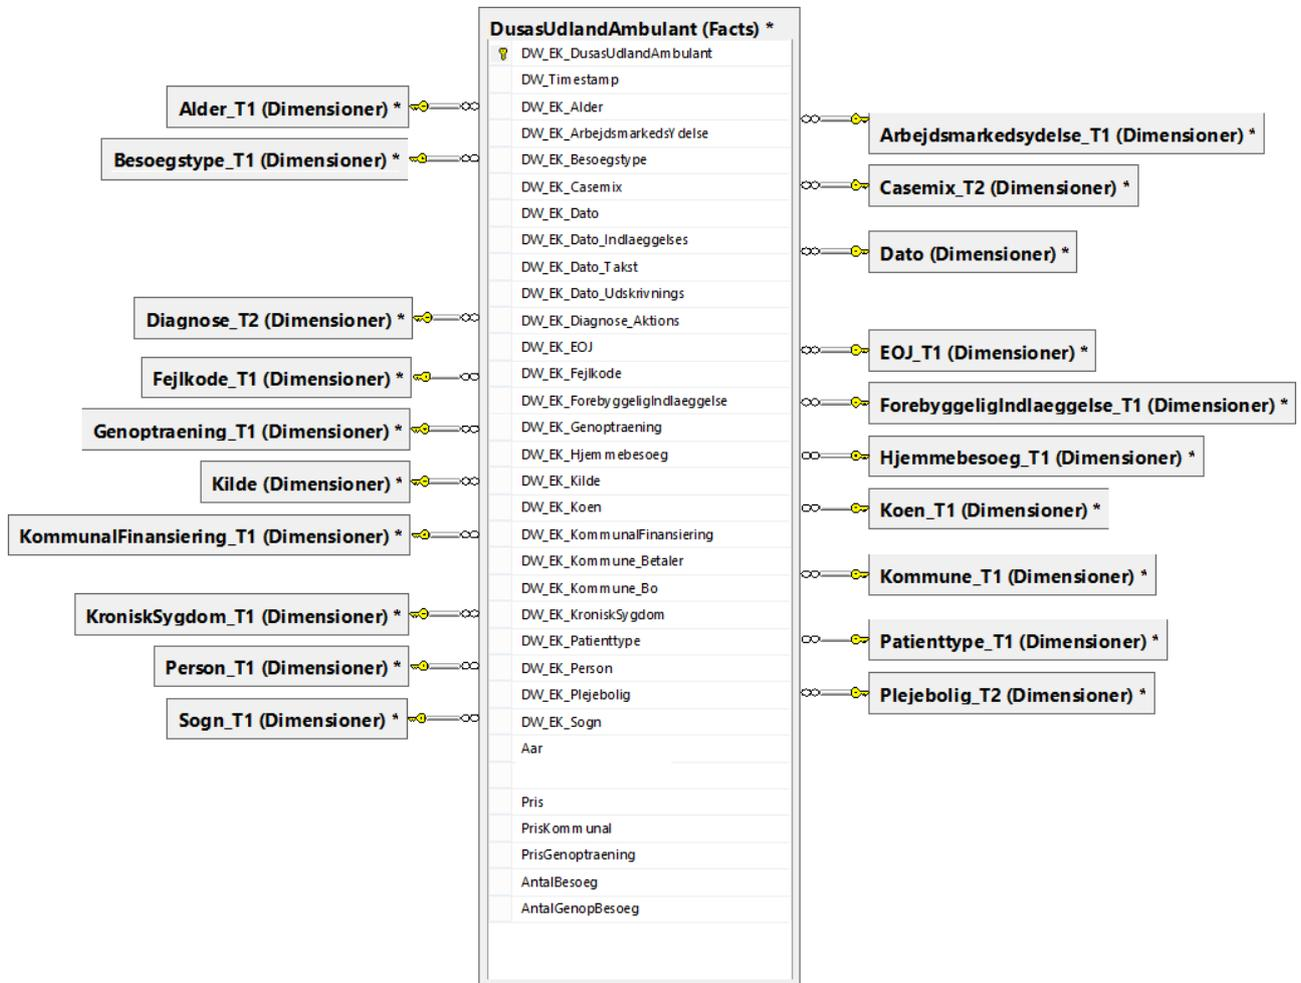 DusasUdlandAmbulant (Facts) *
DW_EK_DusasUdlandAmbulant
DW_Timestamp
DW_EK_Alder
DW_EK_ArbejdsmarkedsYdelse
DW_EK_Besoegstype
DW_EK_Casemix
DW_EK_Dato
DW_EK_Dato_Indlaeggelses
DW_EK_Dato_Takst
DW_EK_Dato_Udskrivnings
DW_EK_Diagnose_Aktions
DW_EK_EOJ
DW_EK_Fejlkode
DW_EK_ForebyggeligIndlaeggelse
DW_EK_Genoptraening
DW_EK_Hjemmebesoeg
DW_EK_Kilde
DW_EK_Koen
DW_EK_KommunalFinansiering
DW_EK_Kommune_Betaler
DW_EK_Kommune_Bo
DW_EK_KroniskSygdom
DW_EK_Patienttype
DW_EK_Person
DW_EK_Plejebolig
DW_EK_Sogn
Aar
Pris
PrisKommunal
PrisGenoptraening
AntalBesoeg
AntalGenopBesoeg
Alder_T1 (Dimensioner) *
Besoegstype_T1 (Dimensioner) *
Diagnose_T2 (Dimensioner) *
Fejlkode_T1 (Dimensioner) *
Genoptraening_T1 (Dimensioner) *
Kilde (Dimensioner) *
KommunalFinansiering_T1 (Dimensioner) *
KroniskSygdom_T1 (Dimensioner) *
Person_T1 (Dimensioner) *
Sogn_T1 (Dimensioner) *
Arbejdsmarkedsydelse_T1 (Dimensioner) *
Casemix_T2 (Dimensioner) *
Dato (Dimensioner) *
EOJ_T1 (Dimensioner) *
ForebyggeligIndlaeggelse_T1 (Dimensioner) *
Hjemmebesoeg_T1 (Dimensioner) *
Koen_T1 (Dimensioner) *
Kommune_T1 (Dimensioner) *
Patienttype_T1 (Dimensioner) *
Plejebolig_T2 (Dimensioner) *